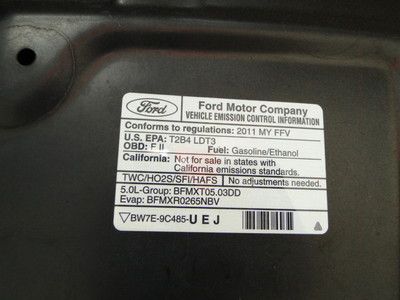 Ford
Ford Motor Company
VEHICLE EMISSION CONTROL INFORMATION
Conforms to regulations: 2011 MY FFV
U.S. EPA: T2B4 LDT3
OBD: F II Fuel: Gasoline/Ethanol
California: Not for sale in states with
California emissions standards.
TWC/HO2S/SFI/HAFS No adjustments needed.
5.0L-Group: BFMXT05.03DD
Evap: BFMXR0265NBV
BW7E-9C485-U E J